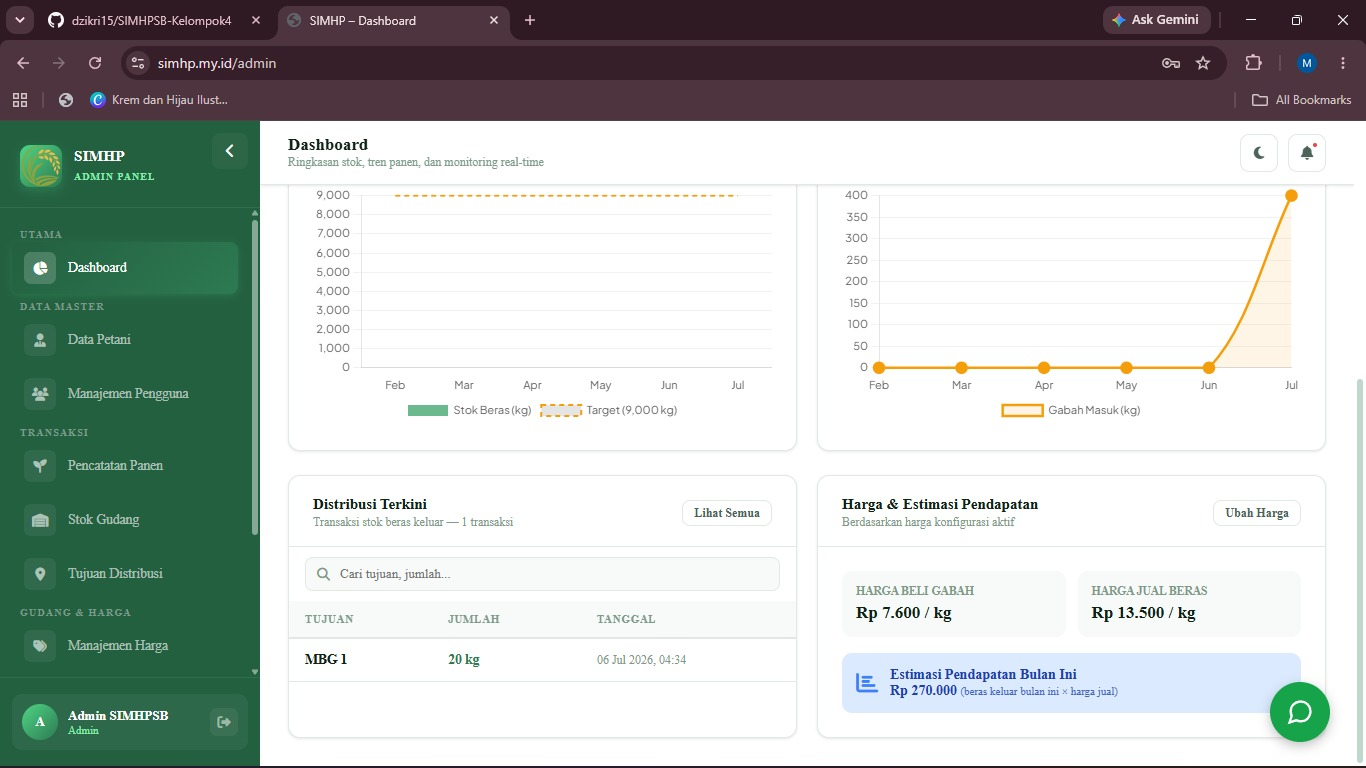 dzikri15/SIMHPSB-Kelompok4
SIMHP – Dashboard
Ask Gemini
simhp.my.id/admin
M
Krem dan Hijau Ilust...
All Bookmarks
SIMHP
ADMIN PANEL
UTAMA
Dashboard
DATA MASTER
Data Petani
Manajemen Pengguna
TRANSAKSI
Pencatatan Panen
Stok Gudang
Tujuan Distribusi
GUDANG & HARGA
Manajemen Harga
A
Admin SIMHPSB
Admin
Dashboard
Ringkasan stok, tren panen, dan monitoring real-time
9,000
8,000
7,000
6,000
5,000
4,000
3,000
2,000
1,000
0
Feb Mar Apr May Jun Jul
Stok Beras (kg) Target (9,000 kg)
400
350
300
250
200
150
100
50
0
Feb Mar Apr May Jun Jul
Gabah Masuk (kg)
Distribusi Terkini
Transaksi stok beras keluar — 1 transaksi
Lihat Semua
Cari tujuan, jumlah...
TUJUAN JUMLAH TANGGAL
MBG 1 20 kg 06 Jul 2026, 04:34
Harga & Estimasi Pendapatan
Berdasarkan harga konfigurasi aktif
Ubah Harga
HARGA BELI GABAH
Rp 7.600 / kg
HARGA JUAL BERAS
Rp 13.500 / kg
Estimasi Pendapatan Bulan Ini
Rp 270.000 (beras keluar bulan ini × harga jual)